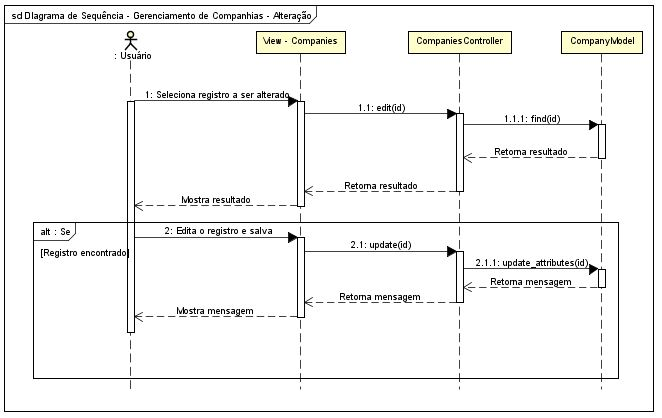 sd DIagrama de Sequência - Gerenciamento de Companhias - Alteração
: Usuário
View - Companies
CompaniesController
CompanyModel
1: Seleciona registro a ser alterado
1.1: edit(id)
1.1.1: find(id)
Retorna resultado
Retorna resultado
Mostra resultado
alt : Se
2: Edita o registro e salva
[Registro encontrado]
2.1: update(id)
2.1.1: update_attributes(id)
Retorna mensagem
Retorna mensagem
Mostra mensagem